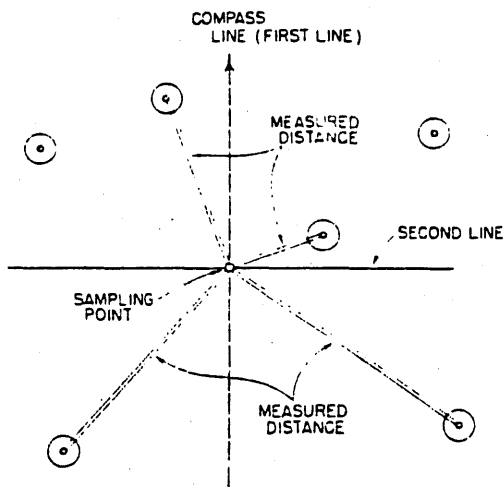 COMPASS
LINE (FIRST LINE)
MEASURED
DISTANCE
SECOND LINE
SAMPLING
POINT
MEASURED
DISTANCE